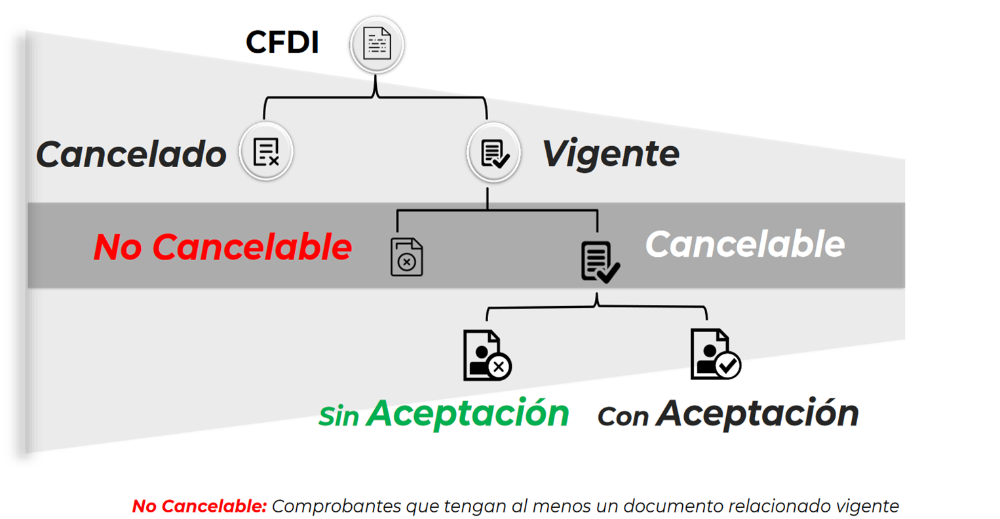 CFDI
Cancelado
Vigente
No Cancelable
Cancelable
Sin Aceptación
Con Aceptación
No Cancelable: Comprobantes que tengan al menos un documento relacionado vigente